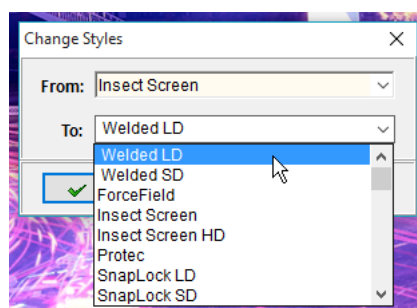 Change Styles
From: Insect Screen
To: Welded LD
Welded LD
Welded SD
ForceField
Insect Screen
Insect Screen HD
Protec
SnapLock LD
SnapLock SD